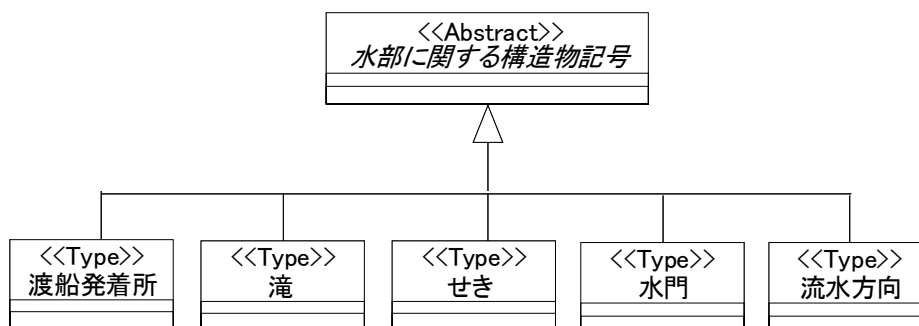 <<Abstract>>
水部に関する構造物記号
<<Type>>
渡船発着所
<<Type>>
滝
<<Type>>
せき
<<Type>>
水門
<<Type>>
流水方向